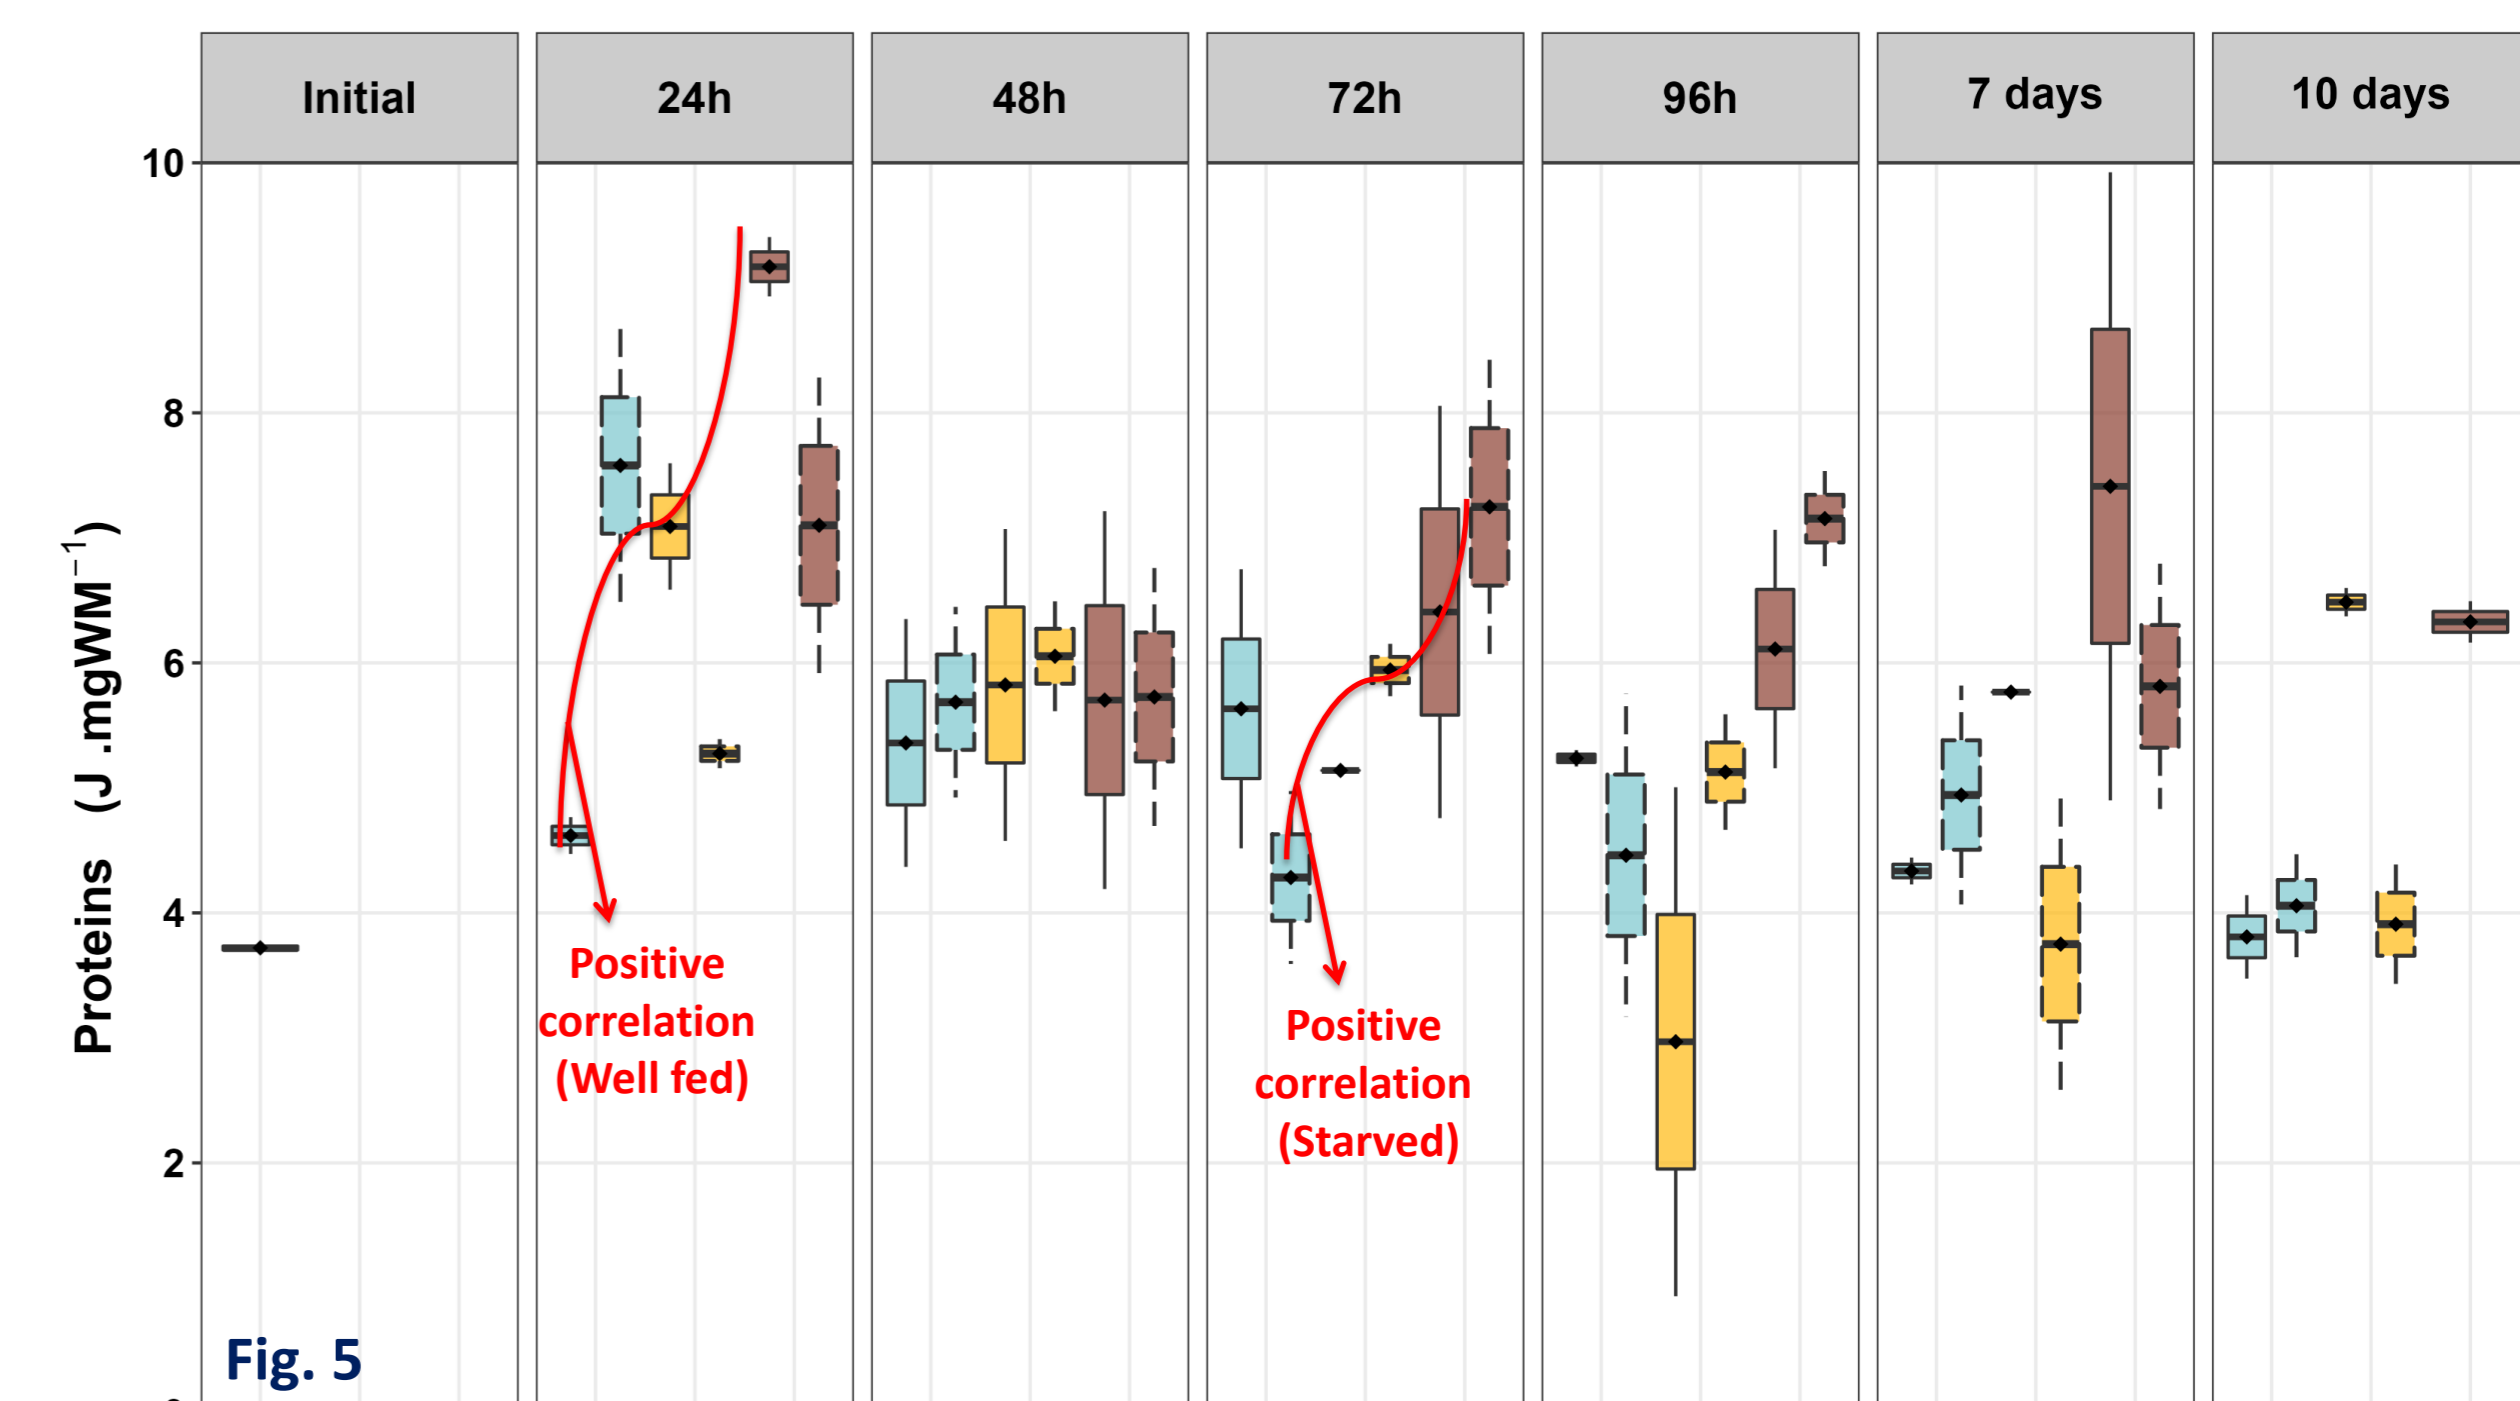 Initial 24h 48h 72h 96h 7 days 10 days
10
8
6
4
2
Proteins (J .mgWM⁻¹)
Positive
correlation
(Well fed)
Positive
correlation
(Starved)
Fig. 5